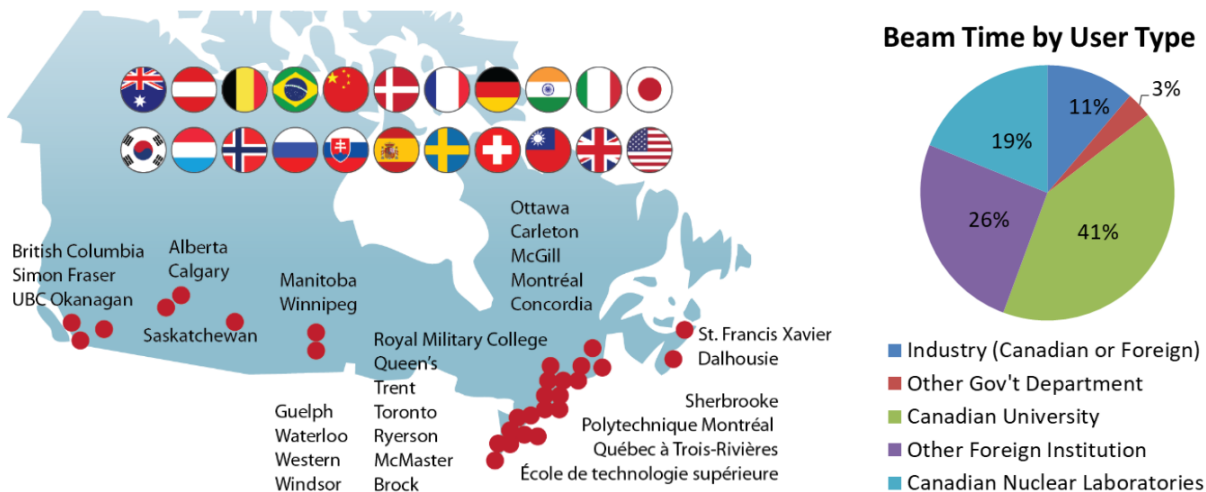 British Columbia
Simon Fraser
UBC Okanagan
Alberta
Calgary
Saskatchewan
Manitoba
Winnipeg
Ottawa
Carleton
McGill
Montréal
Concordia
Royal Military College
Queen's
Trent
Toronto
Ryerson
McMaster
Brock
Guelph
Waterloo
Western
Windsor
St. Francis Xavier
Dalhousie
Sherbrooke
Polytechnique Montréal
Québec à Trois-Rivières
École de technologie supérieure
Beam Time by User Type
11%
3%
41%
26%
19%
Industry (Canadian or Foreign)
Other Gov't Department
Canadian University
Other Foreign Institution
Canadian Nuclear Laboratories